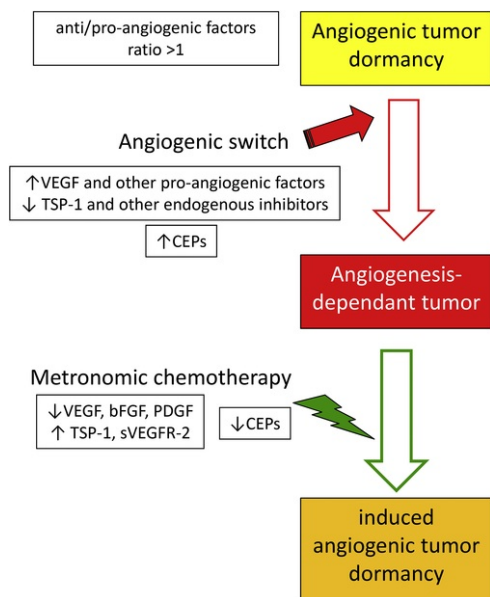 anti/pro-angiogenic factors
ratio >1
Angiogenic tumor
dormancy
Angiogenic switch
↑VEGF and other pro-angiogenic factors
↓ TSP-1 and other endogenous inhibitors
↑CEPs
Angiogenesis-
dependant tumor
Metronomic chemotherapy
↓VEGF, bFGF, PDGF
↑ TSP-1, sVEGFR-2
↓CEPs
induced
angiogenic tumor
dormancy